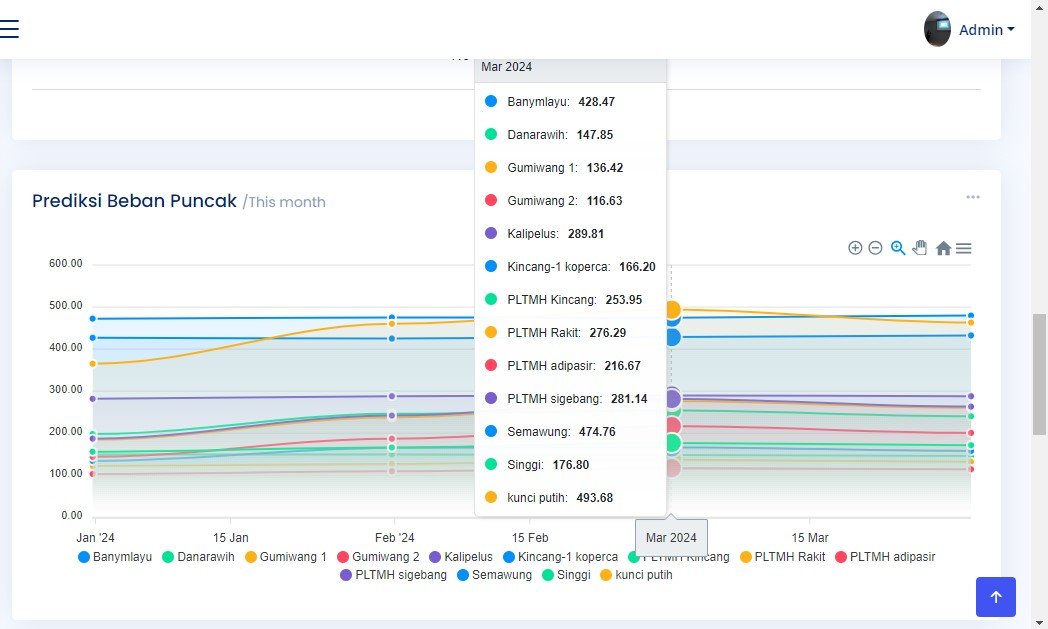 Admin
Mar 2024
Banymlayu: 428.47
Danarawih: 147.85
Gumiwang 1: 136.42
Gumiwang 2: 116.63
Kalipelus: 289.81
Kincang-1 koperca: 166.20
PLTMH Kincang: 253.95
PLTMH Rakit: 276.29
PLTMH adipasir: 216.67
PLTMH sigebang: 281.14
Semawung: 474.76
Singgi: 176.80
kunci putih: 493.68
Prediksi Beban Puncak /This month
600.00
500.00
400.00
300.00
200.00
100.00
0.00
Jan '24 15 Jan Feb '24 15 Feb Mar 2024 15 Mar
Banymlayu Danarawih Gumiwang 1 Gumiwang 2 Kalipelus Kincang-1 koperca PLTMH Kincang PLTMH Rakit PLTMH adipasir
PLTMH sigebang Semawung Singgi kunci putih